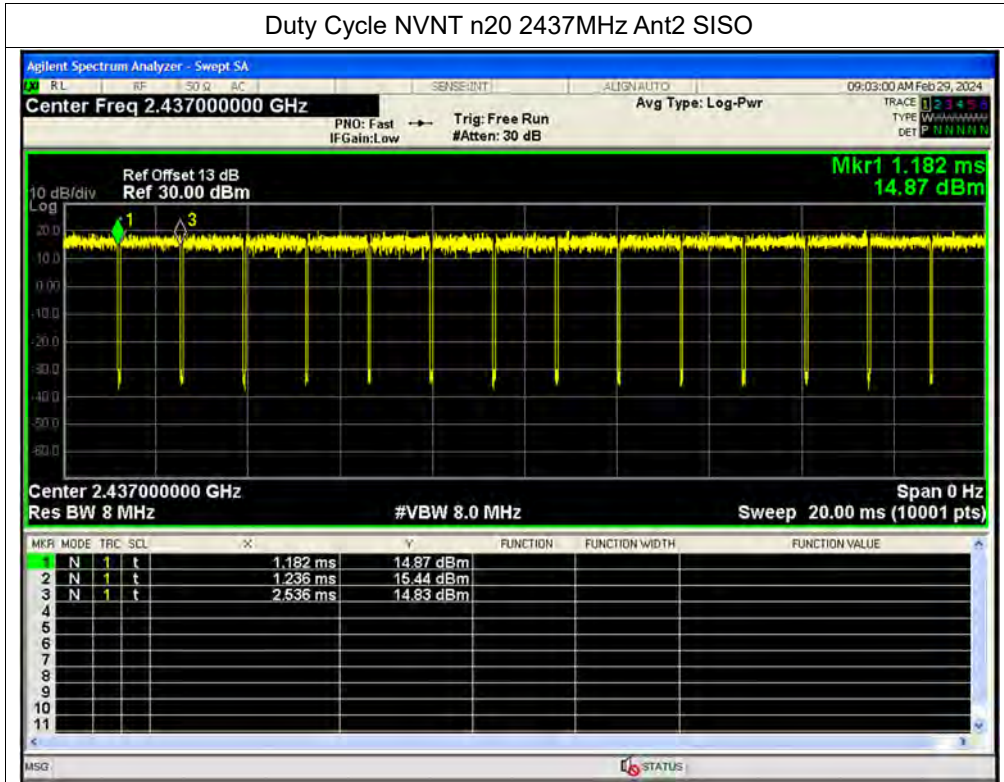 Duty Cycle NVNT n20 2437MHz Ant2 SISO
Agilent Spectrum Analyzer - Swept SA
LXI RL RF 50 Ω AC SENSE:INT ALIGNAUTO 09:03:00 AM Feb 29, 2024
Center Freq 2.437000000 GHz Avg Type: Log-Pwr TRACE 1 2 3 4 5 6
PNO: Fast Trig: Free Run TYPE W
IFGain:Low #Atten: 30 dB DET P N N N N N
Mkr1 1.182 ms
Ref Offset 13 dB
10 dB/div Ref 30.00 dBm 14.87 dBm
Log
1 3
20.0
10.0
0.00
-10.0
-20.0
-30.0
-40.0
-50.0
-60.0
Center 2.437000000 GHz Span 0 Hz
Res BW 8 MHz #VBW 8.0 MHz Sweep 20.00 ms (10001 pts)
MKR MODE TRC SCL X Y FUNCTION FUNCTION WIDTH FUNCTION VALUE
1 N 1 t 1.182 ms 14.87 dBm
2 N 1 t 1.236 ms 15.44 dBm
3 N 1 t 2.536 ms 14.83 dBm
4
5
6
7
8
9
10
11
MSG STATUS